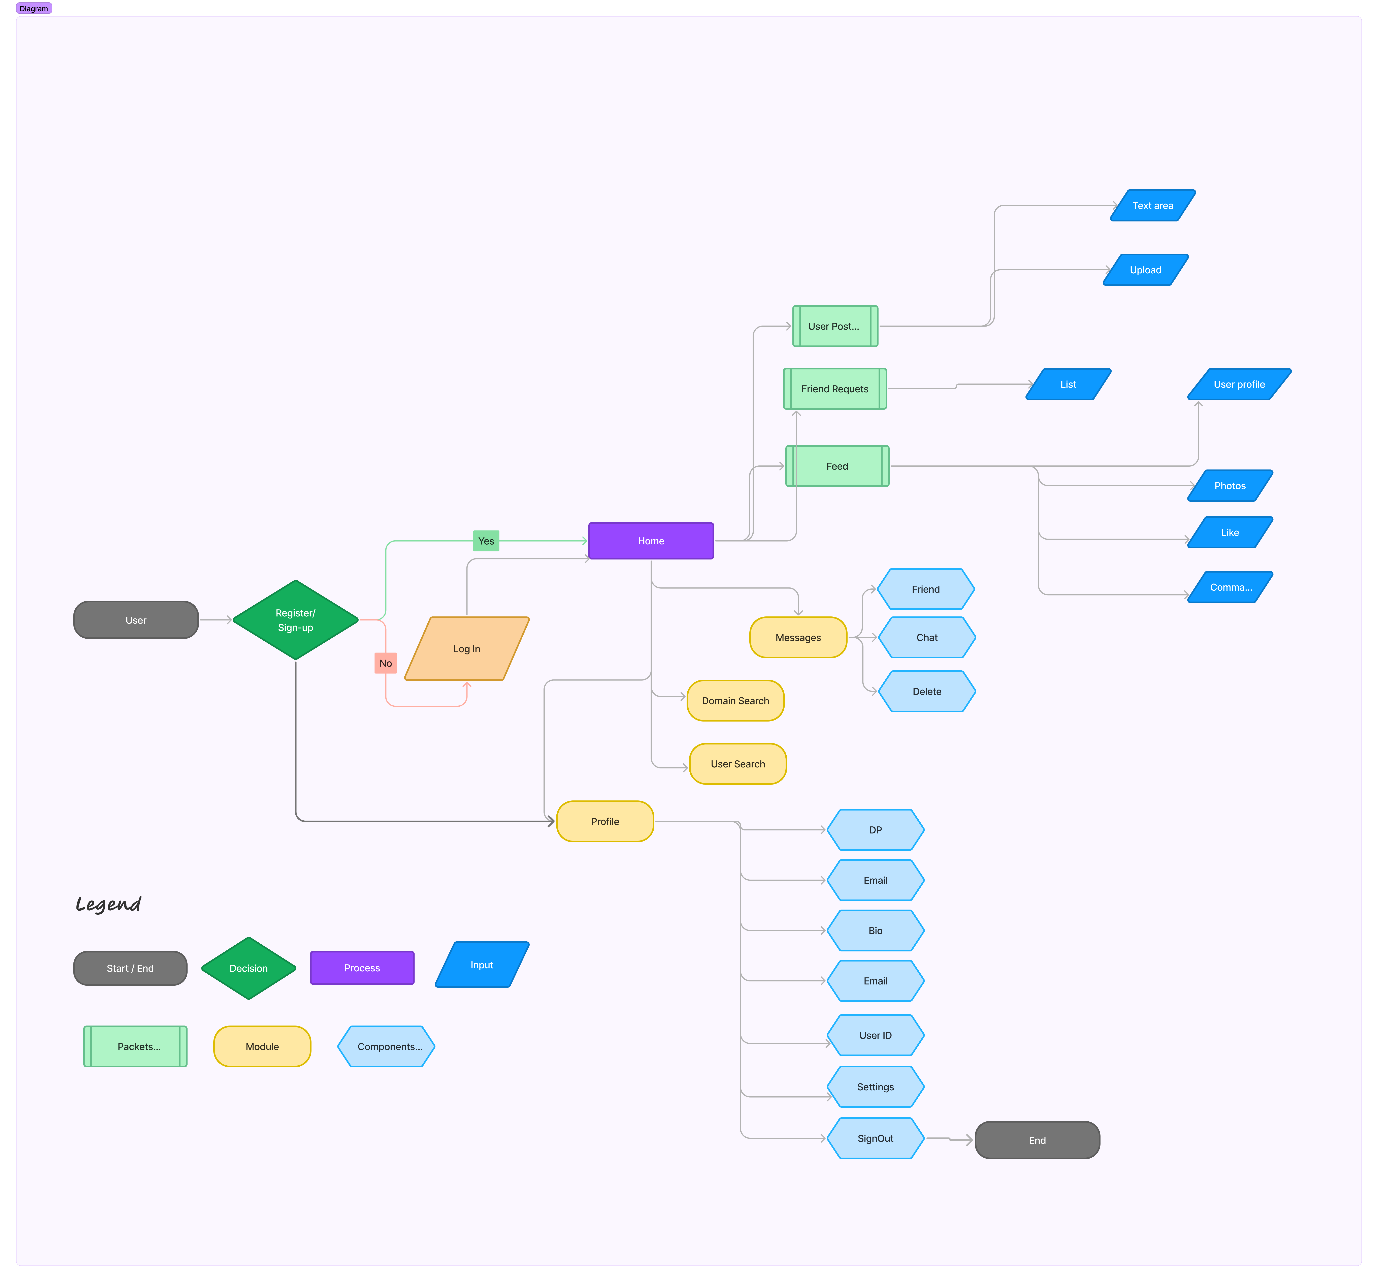 Diagram
Text area
Upload
User Post...
Friend Requets
List
User profile
Feed
Photos
Like
Comma...
Yes
Home
User
Register/
Sign-up
No
Log In
Friend
Messages
Chat
Delete
Domain Search
User Search
Profile
DP
Email
Bio
Email
User ID
Settings
SignOut
End
Legend
Start / End
Decision
Process
Input
Packets...
Module
Components...